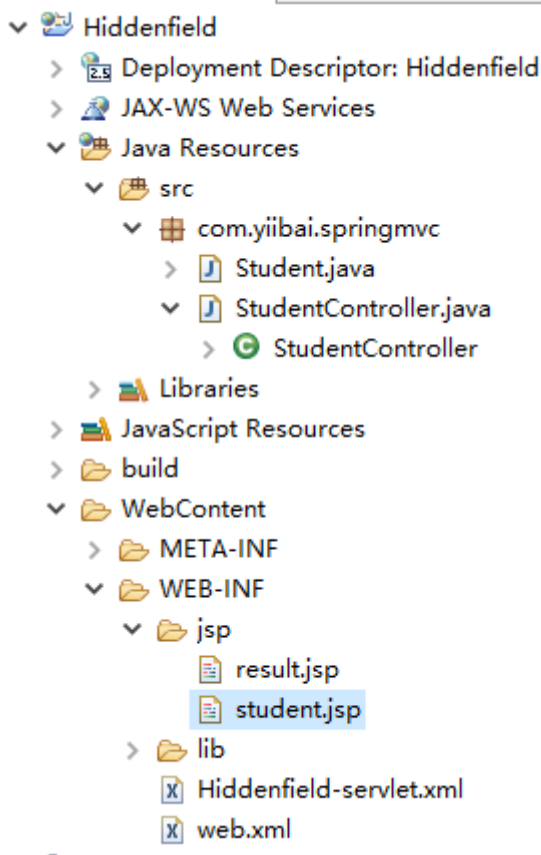 Hiddenfield
2.5 Deployment Descriptor: Hiddenfield
JAX-WS Web Services
Java Resources
src
com.yiibai.springmvc
J Student.java
J StudentController.java
C StudentController
Libraries
JavaScript Resources
build
WebContent
META-INF
WEB-INF
jsp
result.jsp
student.jsp
lib
X Hiddenfield-servlet.xml
X web.xml